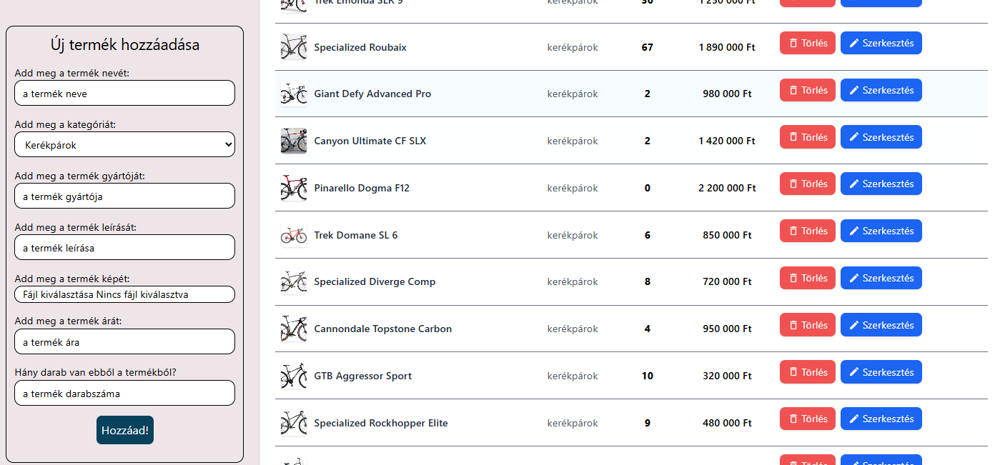 Új termék hozzáadása
Add meg a termék nevét:
a termék neve
Add meg a kategóriát:
Kerékpárok
Add meg a termék gyártóját:
a termék gyártója
Add meg a termék leírását:
a termék leírása
Add meg a termék képét:
Fájl kiválasztása Nincs fájl kiválasztva
Add meg a termék árát:
a termék ára
Hány darab van ebből a termékből?
a termék darabszáma
Hozzáad!
Trek Émonda SLR 9 kerékpárok 30 1 250 000 Ft
Specialized Roubaix kerékpárok 67 1 890 000 Ft Törlés Szerkesztés
Giant Defy Advanced Pro kerékpárok 2 980 000 Ft Törlés Szerkesztés
Canyon Ultimate CF SLX kerékpárok 2 1 420 000 Ft Törlés Szerkesztés
Pinarello Dogma F12 kerékpárok 0 2 200 000 Ft Törlés Szerkesztés
Trek Domane SL 6 kerékpárok 6 850 000 Ft Törlés Szerkesztés
Specialized Diverge Comp kerékpárok 8 720 000 Ft Törlés Szerkesztés
Cannondale Topstone Carbon kerékpárok 4 950 000 Ft Törlés Szerkesztés
GTB Aggressor Sport kerékpárok 10 320 000 Ft Törlés Szerkesztés
Specialized Rockhopper Elite kerékpárok 9 480 000 Ft Törlés Szerkesztés
Törlés Szerkesztés